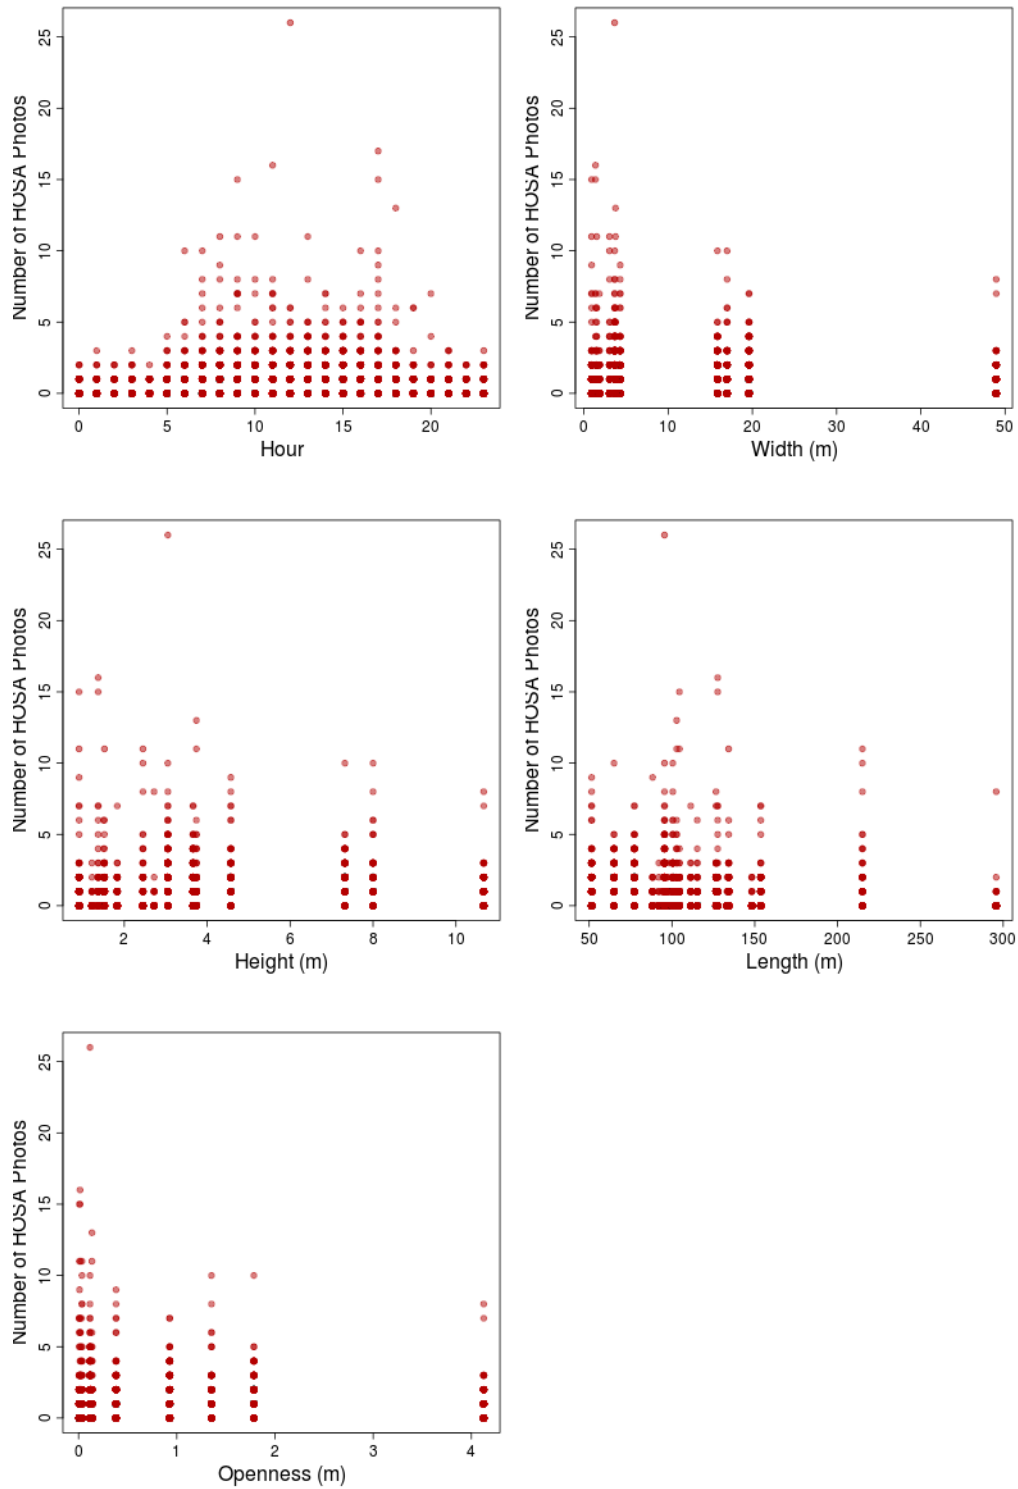 Number of HOSA Photos
0 5 10 15 20 25
0 5 10 15 20
Hour
Number of HOSA Photos
0 5 10 15 20 25
0 10 20 30 40 50
Width (m)
Number of HOSA Photos
0 5 10 15 20 25
2 4 6 8 10
Height (m)
Number of HOSA Photos
0 5 10 15 20 25
50 100 150 200 250 300
Length (m)
Number of HOSA Photos
0 5 10 15 20 25
0 1 2 3 4
Openness (m)